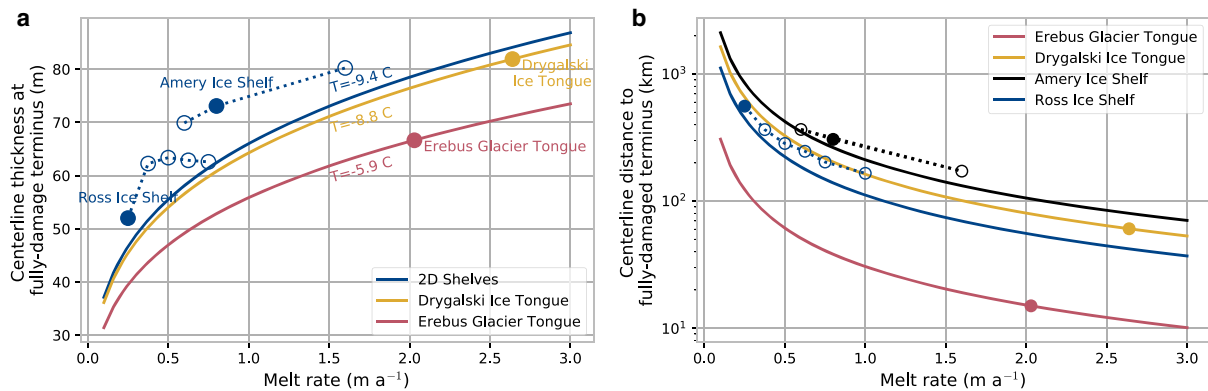 a
Centerline thickness at
fully-damage terminus (m)
80
70
60
50
40
30
0.0 0.5 1.0 1.5 2.0 2.5 3.0
Melt rate (m a⁻¹)
Amery Ice Shelf
T=-9.4 C
Drygalski
Ice Tongue
T=-8.8 C
Erebus Glacier Tongue
T=-5.9 C
Ross Ice Shelf
2D Shelves
Drygalski Ice Tongue
Erebus Glacier Tongue
b
Centerline distance to
fully-damaged terminus (km)
10³
10²
10¹
0.0 0.5 1.0 1.5 2.0 2.5 3.0
Melt rate (m a⁻¹)
Erebus Glacier Tongue
Drygalski Ice Tongue
Amery Ice Shelf
Ross Ice Shelf